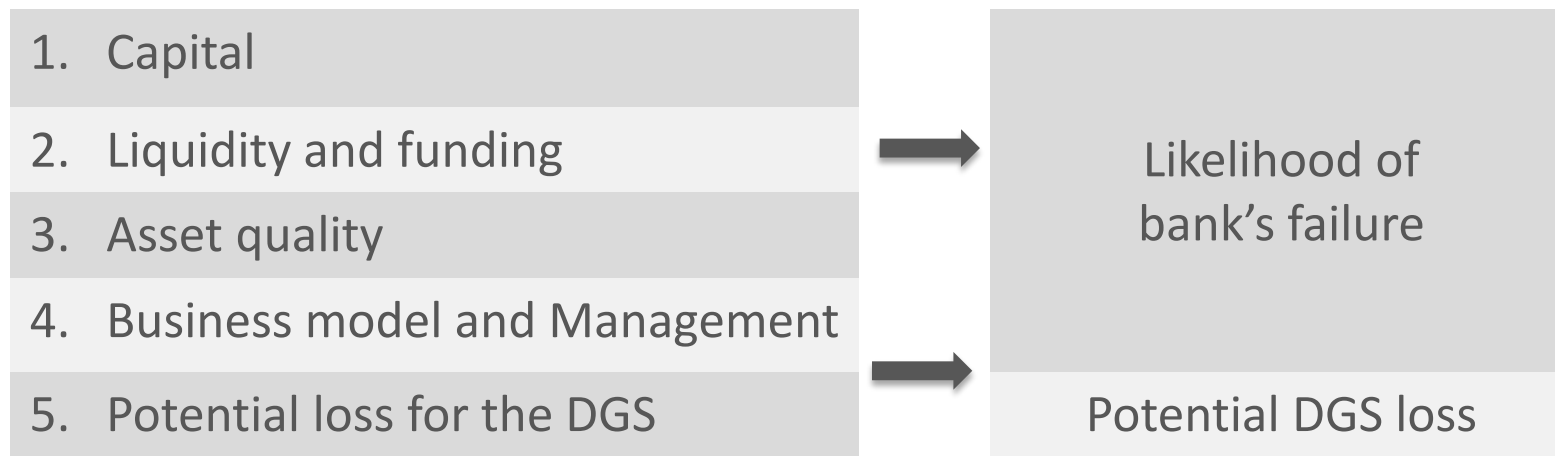 1. Capital
2. Liquidity and funding
3. Asset quality
4. Business model and Management
5. Potential loss for the DGS
Likelihood of
bank’s failure
Potential DGS loss